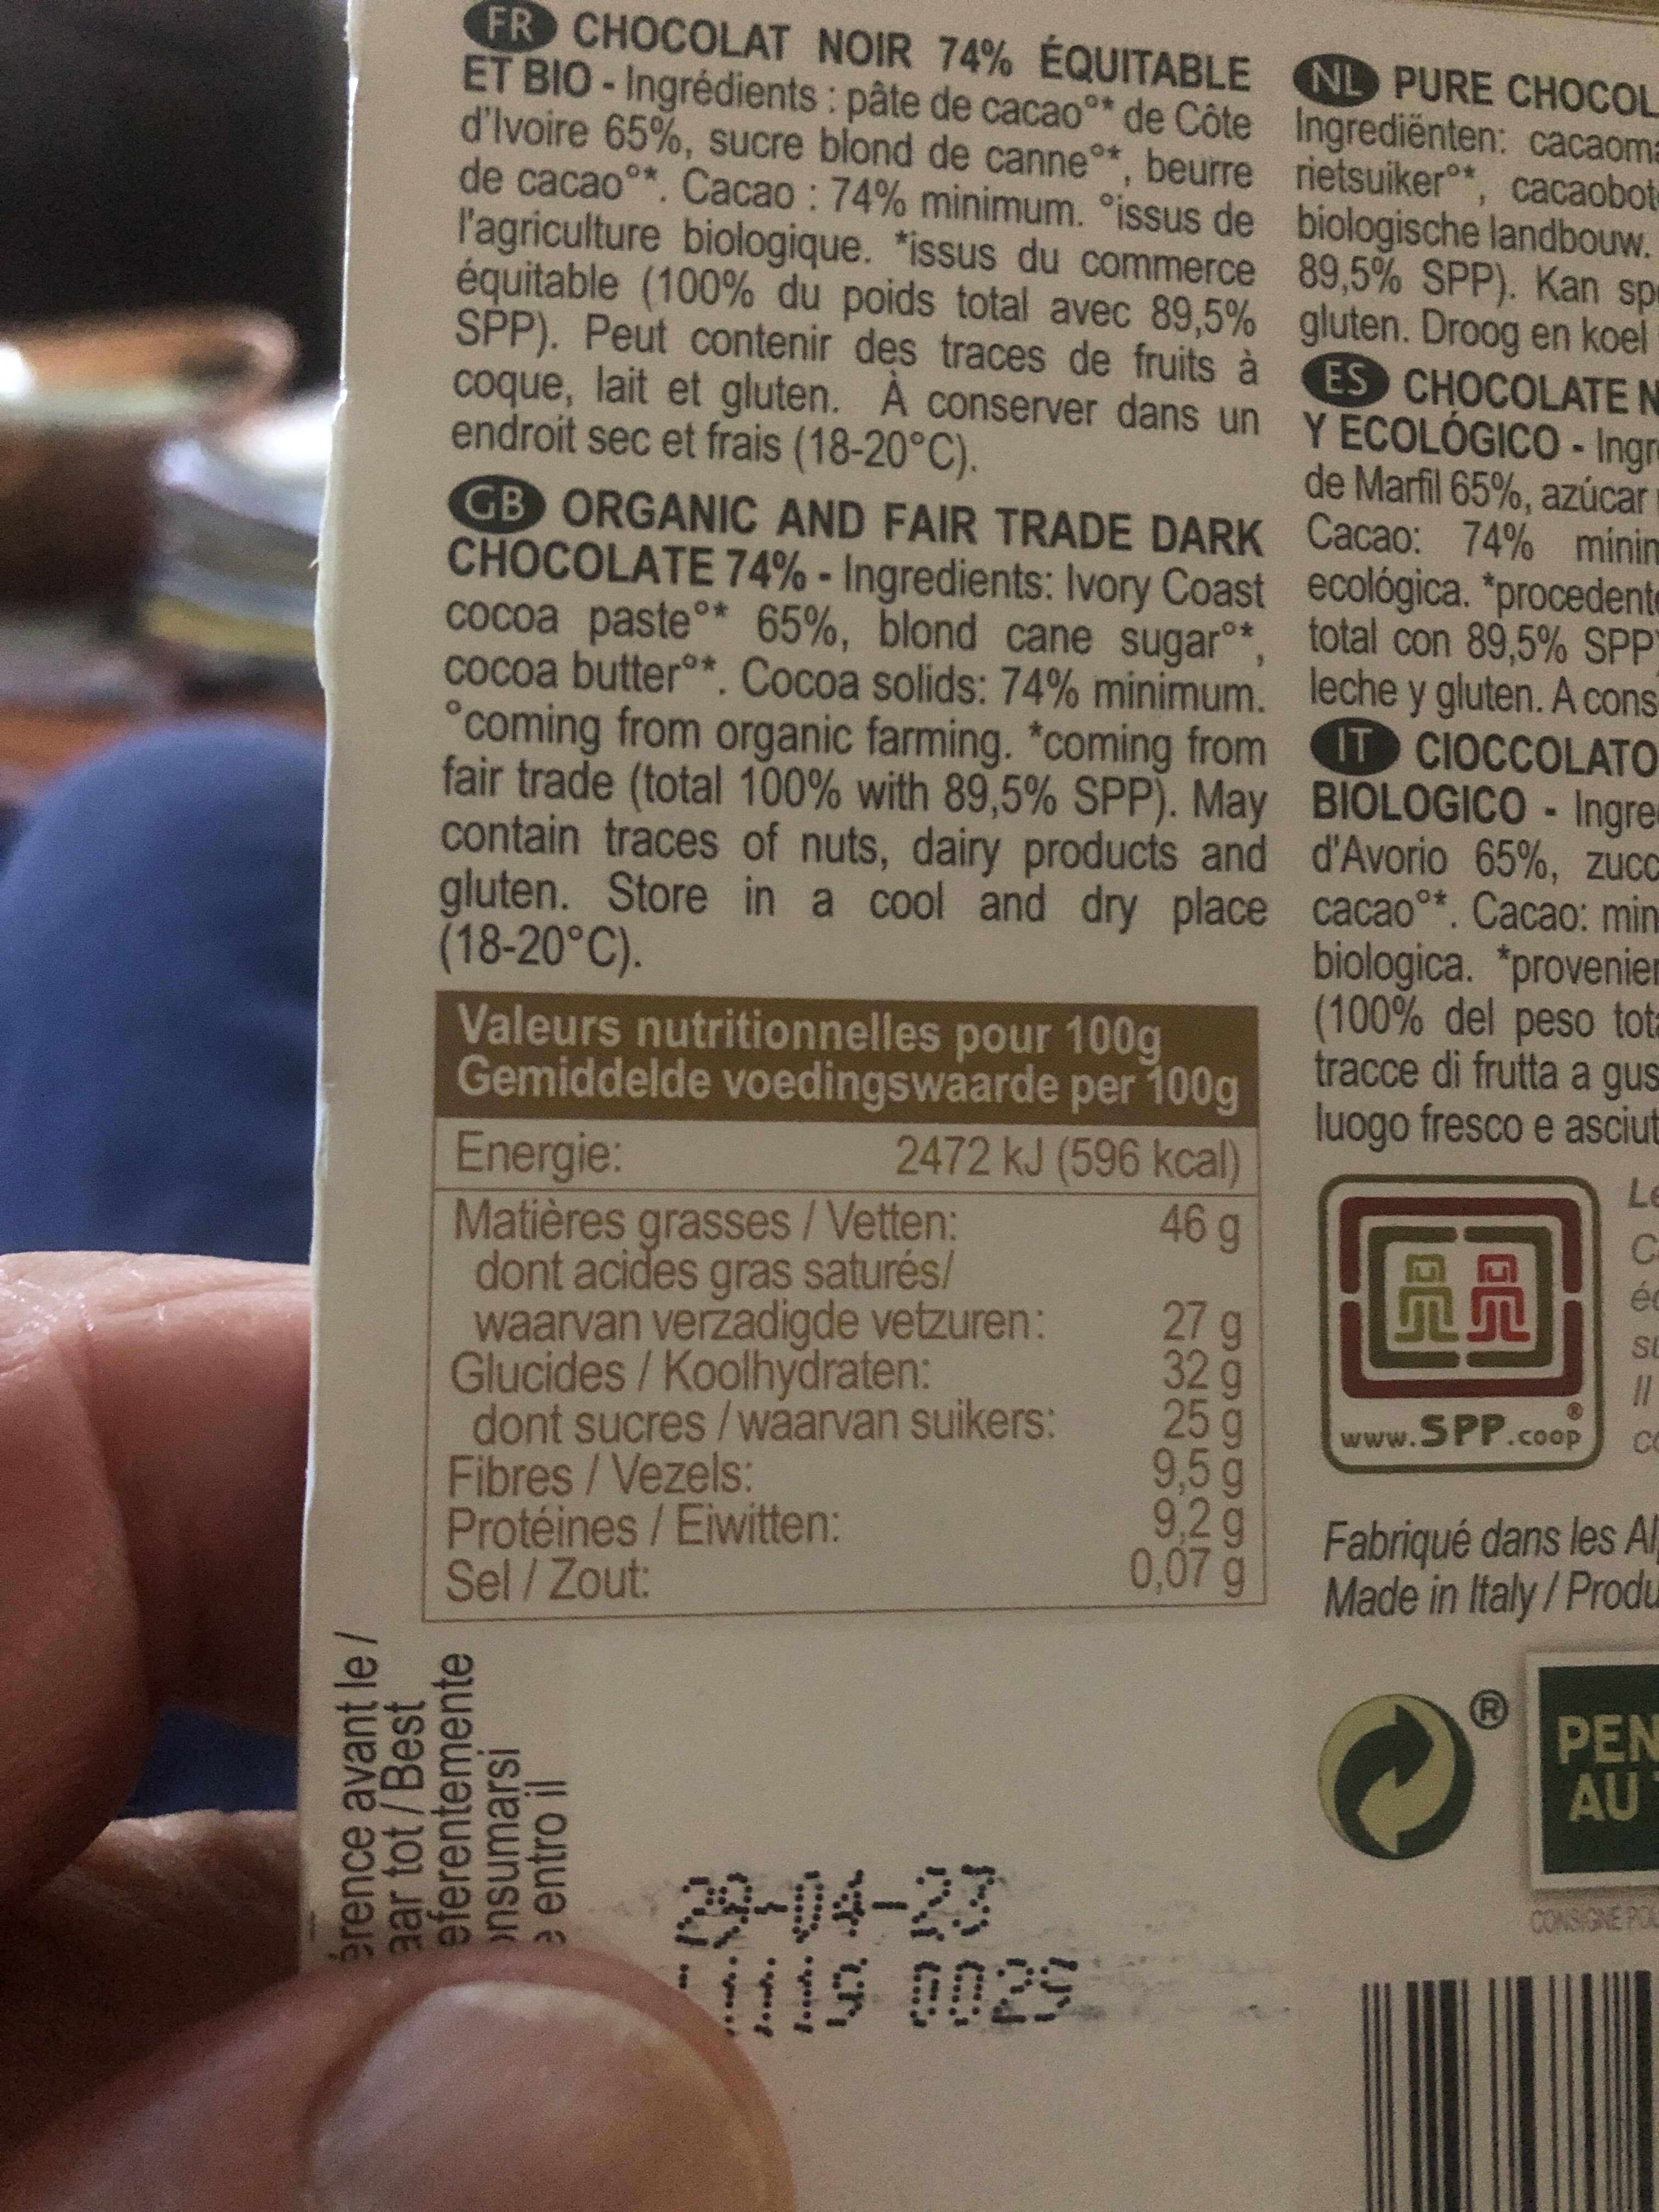 FR CHOCOLAT NOIR 74% ÉQUITABLE
ET BIO - Ingrédients : pâte de cacao°* de Côte
d'Ivoire 65%, sucre blond de canne°*, beurre
de cacao°*. Cacao : 74% minimum. °issus de
l'agriculture biologique. *issus du commerce
équitable (100% du poids total avec 89,5%
SPP). Peut contenir des traces de fruits à
coque, lait et gluten. À conserver dans un
endroit sec et frais (18-20°C).
GB ORGANIC AND FAIR TRADE DARK
CHOCOLATE 74% - Ingredients: Ivory Coast
cocoa paste°* 65%, blond cane sugar°*,
cocoa butter°*. Cocoa solids: 74% minimum.
°coming from organic farming. *coming from
fair trade (total 100% with 89,5% SPP). May
contain traces of nuts, dairy products and
gluten. Store in a cool and dry place
(18-20°C).
Valeurs nutritionnelles pour 100g
Gemiddelde voedingswaarde per 100g
Energie: 2472 kJ (596 kcal)
Matières grasses / Vetten: 46 g
dont acides gras saturés/
waarvan verzadigde vetzuren: 27 g
Glucides / Koolhydraten: 32 g
dont sucres / waarvan suikers: 25 g
Fibres / Vezels: 9,5 g
Protéines / Eiwitten: 9,2 g
Sel / Zout: 0,07 g
érence avant le /
aar tot / Best
eferentemente
onsumarsi
e entro il
29-04-23
0029
NL PURE CHOCOL
Ingrediënten: cacaoma
rietsuiker°*, cacaobot
biologische landbouw.
89,5% SPP). Kan sp
gluten. Droog en koel
ES CHOCOLATE N
Y ECOLÓGICO - Ingr
de Marfil 65%, azúcar
Cacao: 74% mínim
ecológica. *procedente
total con 89,5% SPP
leche y gluten. A cons
IT CIOCCOLATO
BIOLOGICO - Ingre
d'Avorio 65%, zucc
cacao°*. Cacao: min
biologica. *provenien
(100% del peso tota
tracce di frutta a gus
luogo fresco e asciut
www.SPP.coop®
Le
Il
Fabriqué dans les Al
Made in Italy / Produ
®
PEN
AU
CONSIGNE